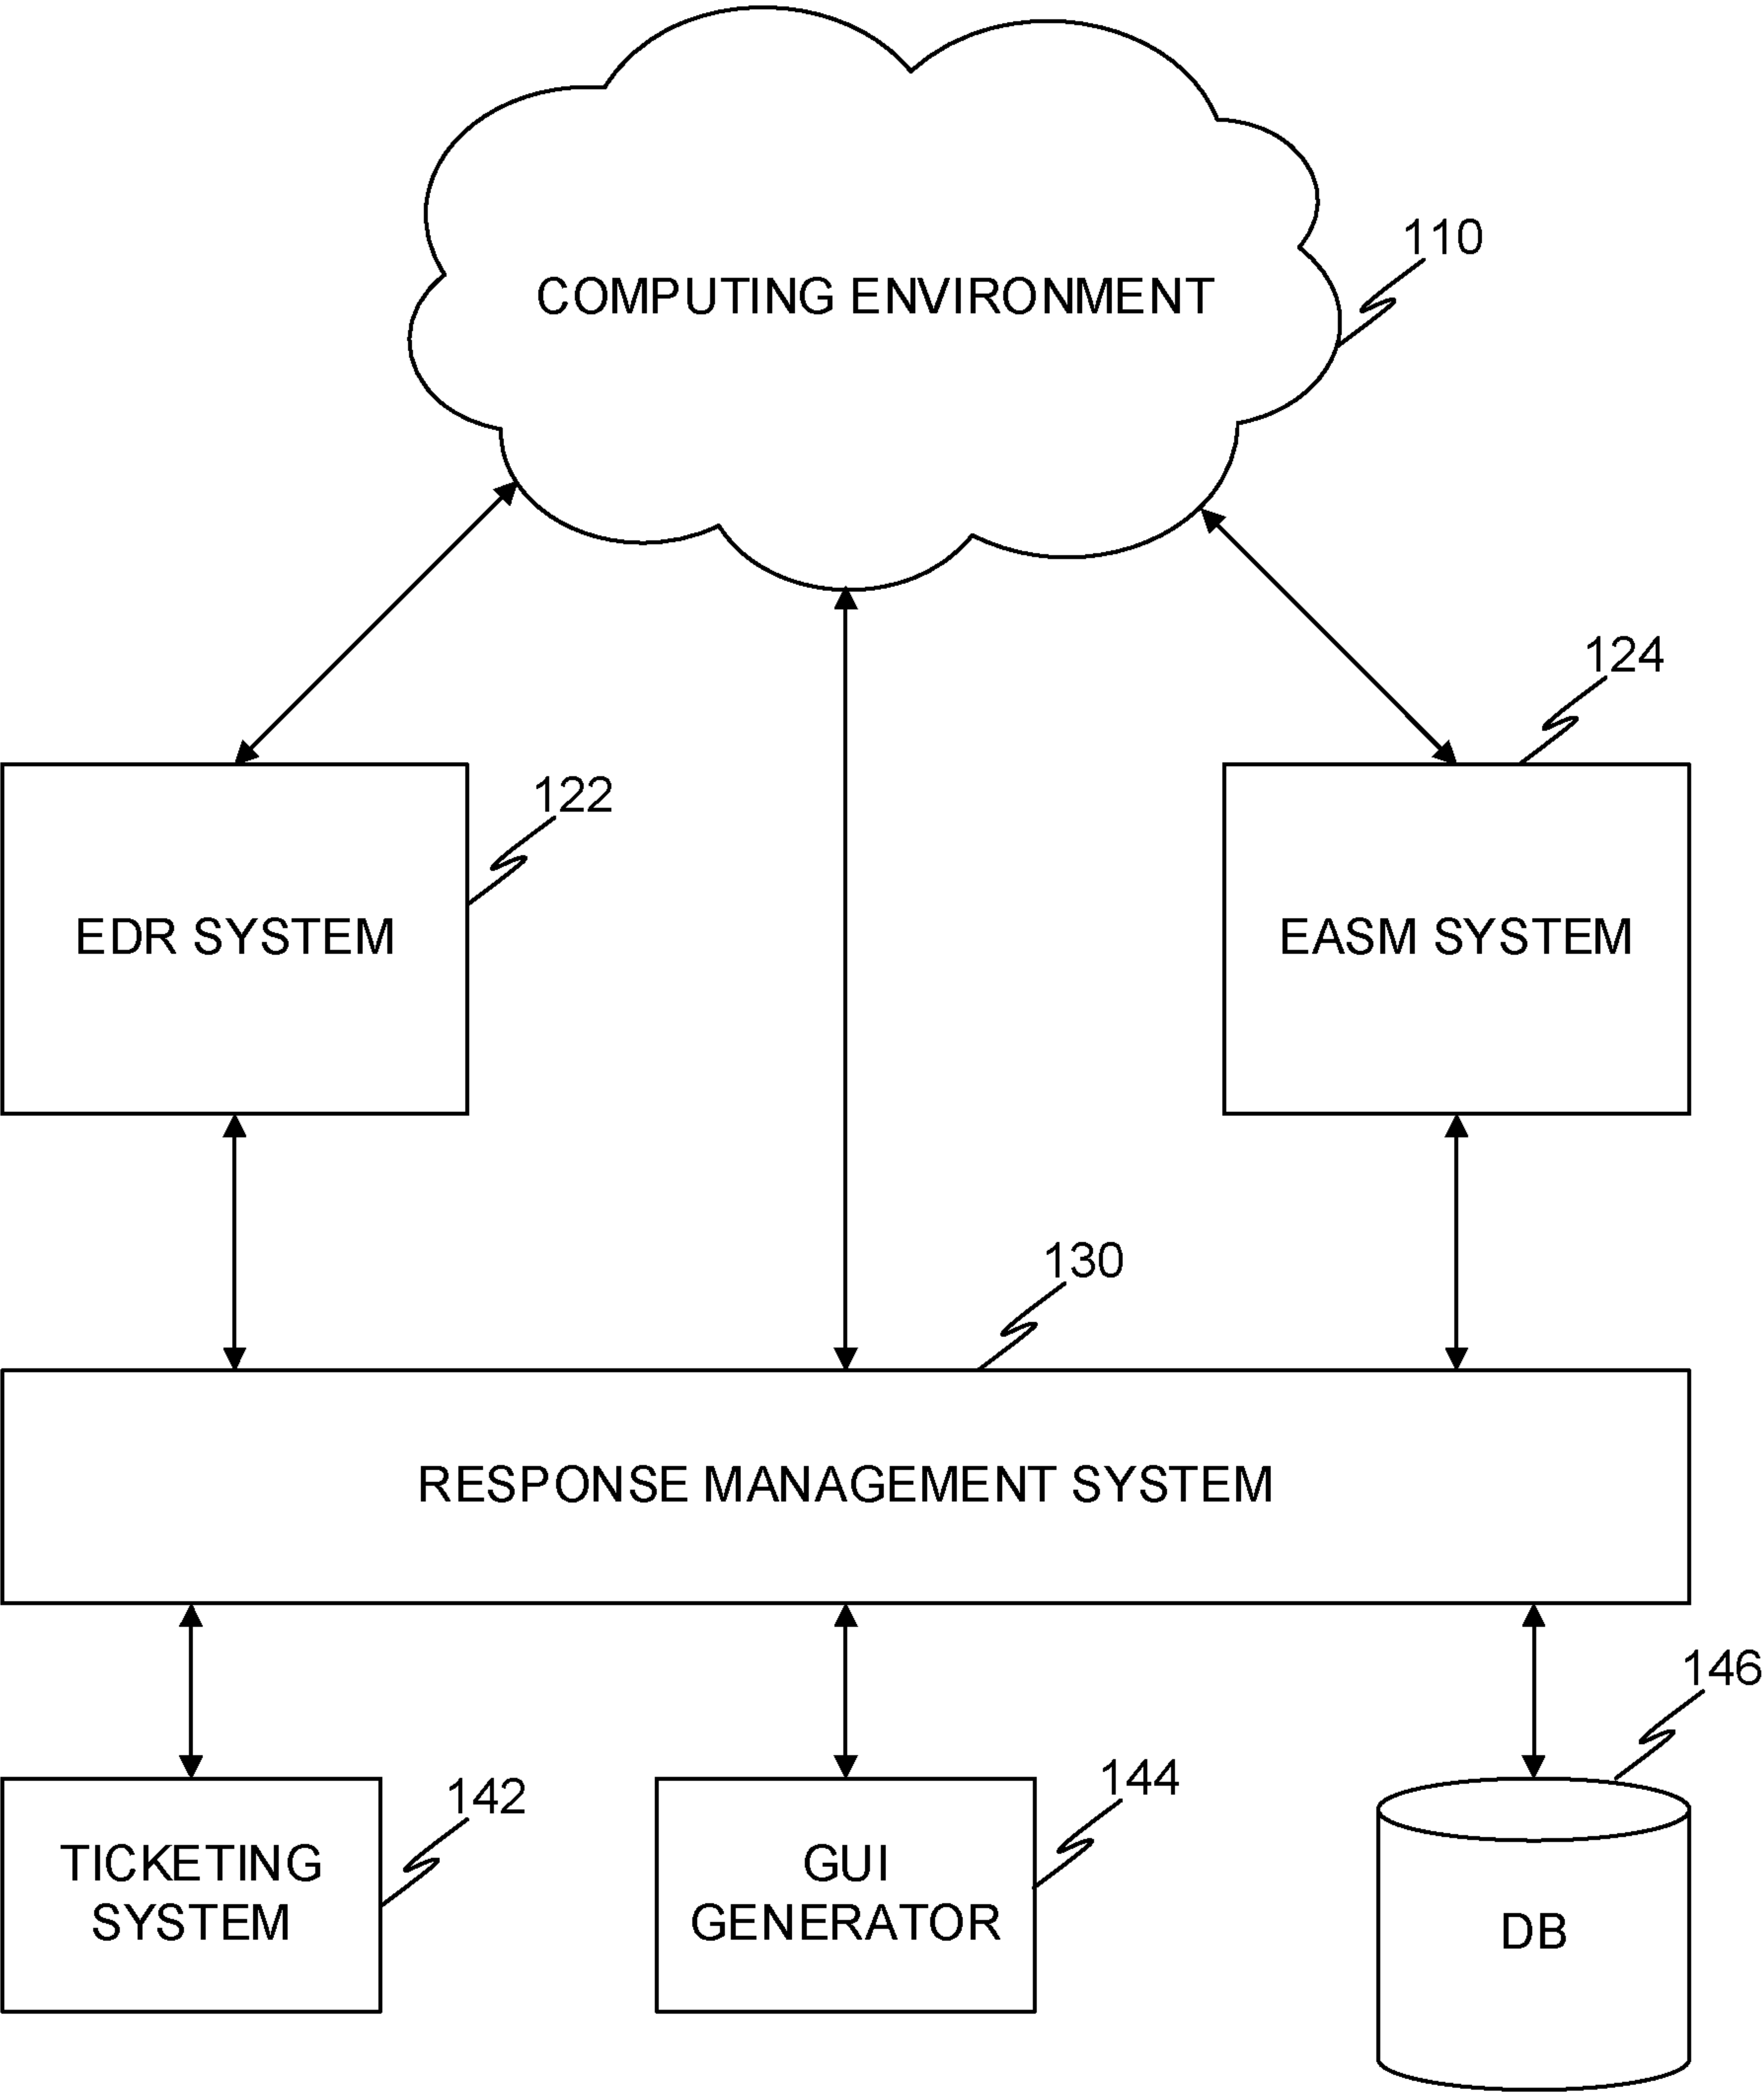 110
COMPUTING ENVIRONMENT
124
122
EDR SYSTEM
EASM SYSTEM
130
RESPONSE MANAGEMENT SYSTEM
146
142
144
TICKETING
SYSTEM
GUI
GENERATOR
DB